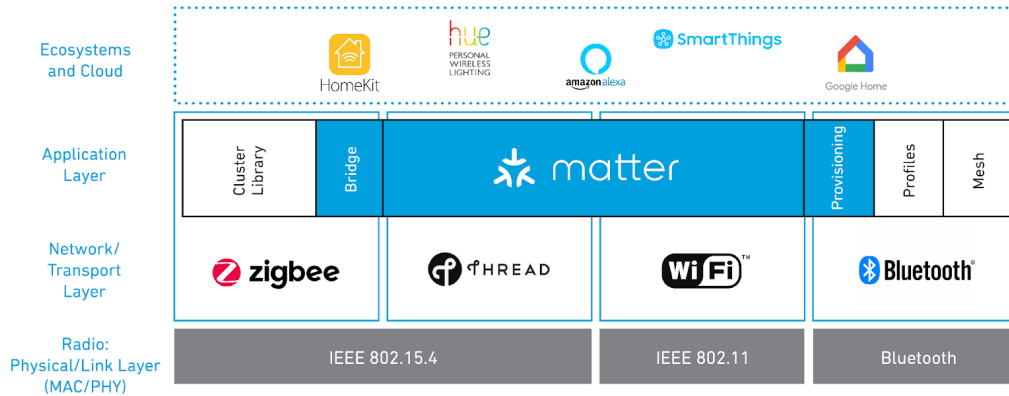 Ecosystems
and Cloud
HomeKit
hue
PERSONAL
WIRELESS
LIGHTING
amazon alexa
SmartThings
Google Home
Application
Layer
Cluster
Library
Bridge
matter
Provisioning
Profiles
Mesh
Network/
Transport
Layer
zigbee
THREAD
WiFi™
Bluetooth®
Radio:
Physical/Link Layer
(MAC/PHY)
IEEE 802.15.4
IEEE 802.11
Bluetooth